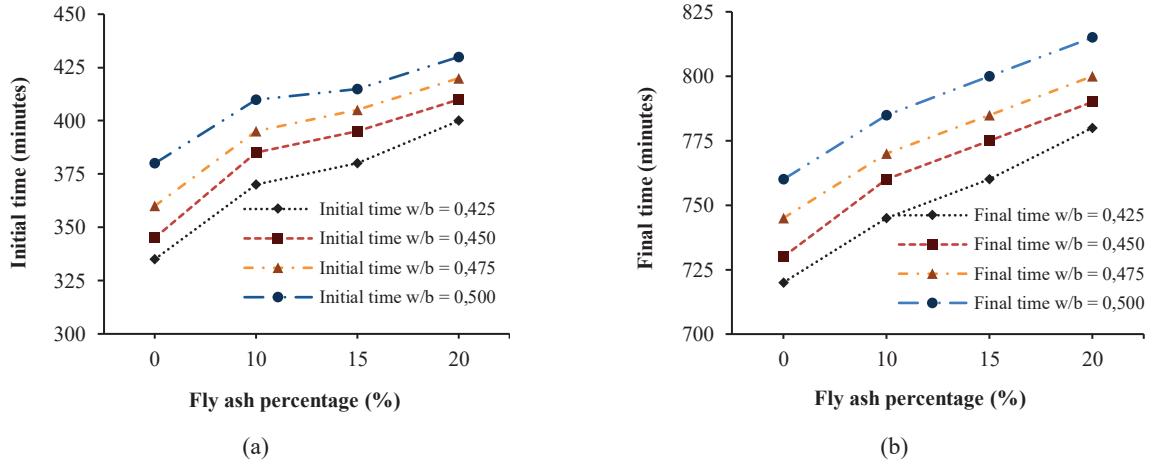 450
425
400
375
350
325
300
Initial time (minutes)
Initial time w/b = 0,425
Initial time w/b = 0,450
Initial time w/b = 0,475
Initial time w/b = 0,500
0 10 15 20
Fly ash percentage (%)
(a)
825
800
775
750
725
700
Final time (minutes)
Final time w/b = 0,425
Final time w/b = 0,450
Final time w/b = 0,475
Final time w/b = 0,500
0 10 15 20
Fly ash percentage (%)
(b)